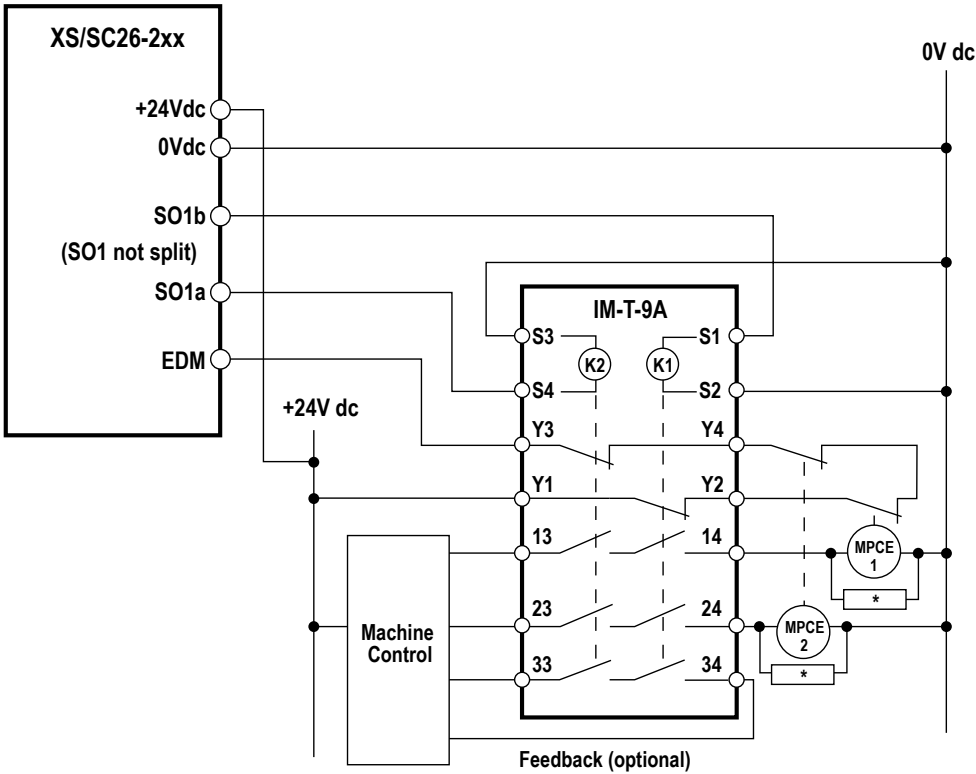 XS/SC26-2xx
0V dc
+24Vdc
0Vdc
SO1b
(SO1 not split)
SO1a
EDM
+24V dc
IM-T-9A
S3
S1
K2
K1
S4
S2
Y3
Y4
Y1
Y2
13
14
MPCE
1
*
23
24
MPCE
2
*
Machine
Control
33
34
Feedback (optional)